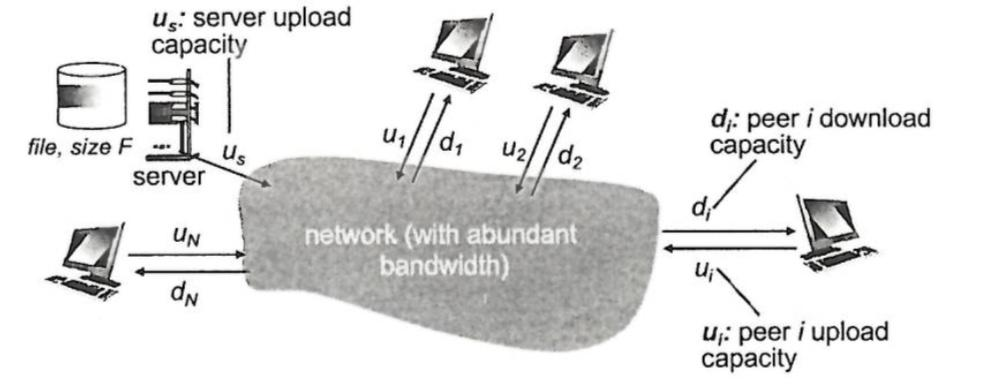 us: server upload
capacity
file, size F
server
us
u1
d1
u2
d2
di: peer i download
capacity
di
ui
uN
dN
network (with abundant
bandwidth)
ui: peer i upload
capacity